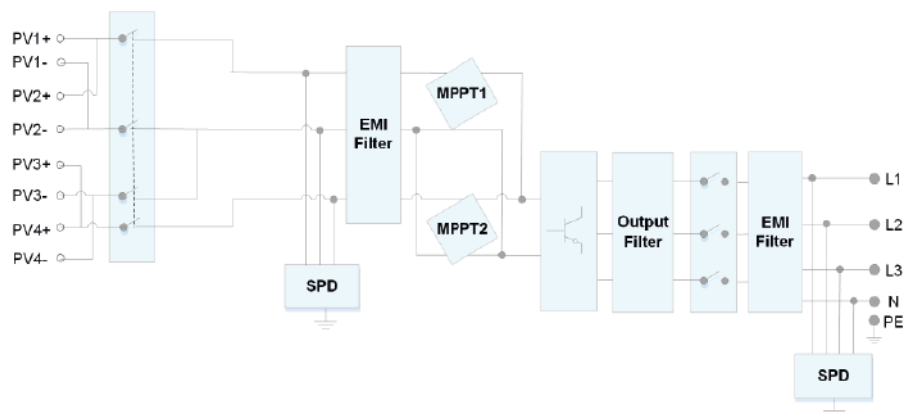 PV1+
PV1-
PV2+
PV2-
PV3+
PV3-
PV4+
PV4-
EMI
Filter
MPPT1
MPPT2
SPD
Output
Filter
EMI
Filter
L1
L2
L3
N
PE
SPD